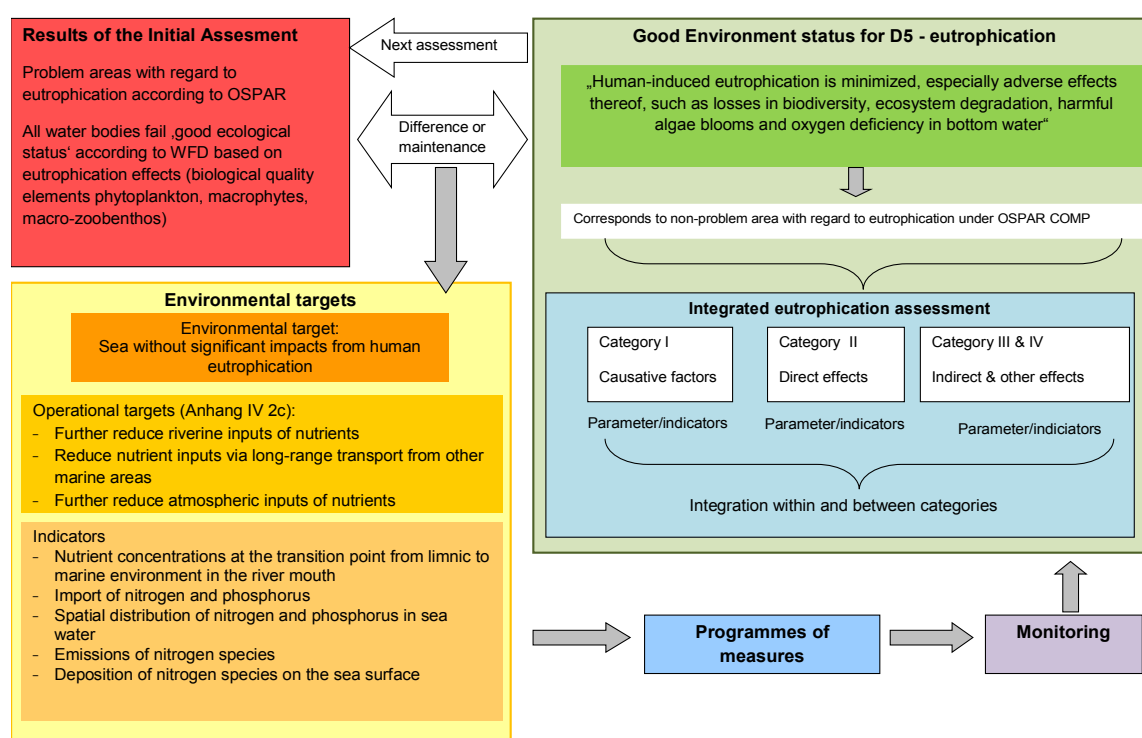 Results of the Initial Assesment
Problem areas with regard to
eutrophication according to OSPAR
All water bodies fail ‚good ecological
status‘ according to WFD based on
eutrophication effects (biological quality
elements phytoplankton, macrophytes,
macro-zoobenthos)
Next assessment
Difference or
maintenance
Good Environment status for D5 - eutrophication
„Human-induced eutrophication is minimized, especially adverse effects
thereof, such as losses in biodiversity, ecosystem degradation, harmful
algae blooms and oxygen deficiency in bottom water“
Corresponds to non-problem area with regard to eutrophication under OSPAR COMP
Integrated eutrophication assessment
Category I
Causative factors
Category II
Direct effects
Category III & IV
Indirect & other effects
Parameter/indicators
Parameter/indicators
Parameter/indiciators
Integration within and between categories
Environmental targets
Environmental target:
Sea without significant impacts from human
eutrophication
Operational targets (Anhang IV 2c):
- Further reduce riverine inputs of nutrients
- Reduce nutrient inputs via long-range transport from other
marine areas
- Further reduce atmospheric inputs of nutrients
Indicators
- Nutrient concentrations at the transition point from limnic to
marine environment in the river mouth
- Import of nitrogen and phosphorus
- Spatial distribution of nitrogen and phosphorus in sea
water
- Emissions of nitrogen species
- Deposition of nitrogen species on the sea surface
Programmes of
measures
Monitoring